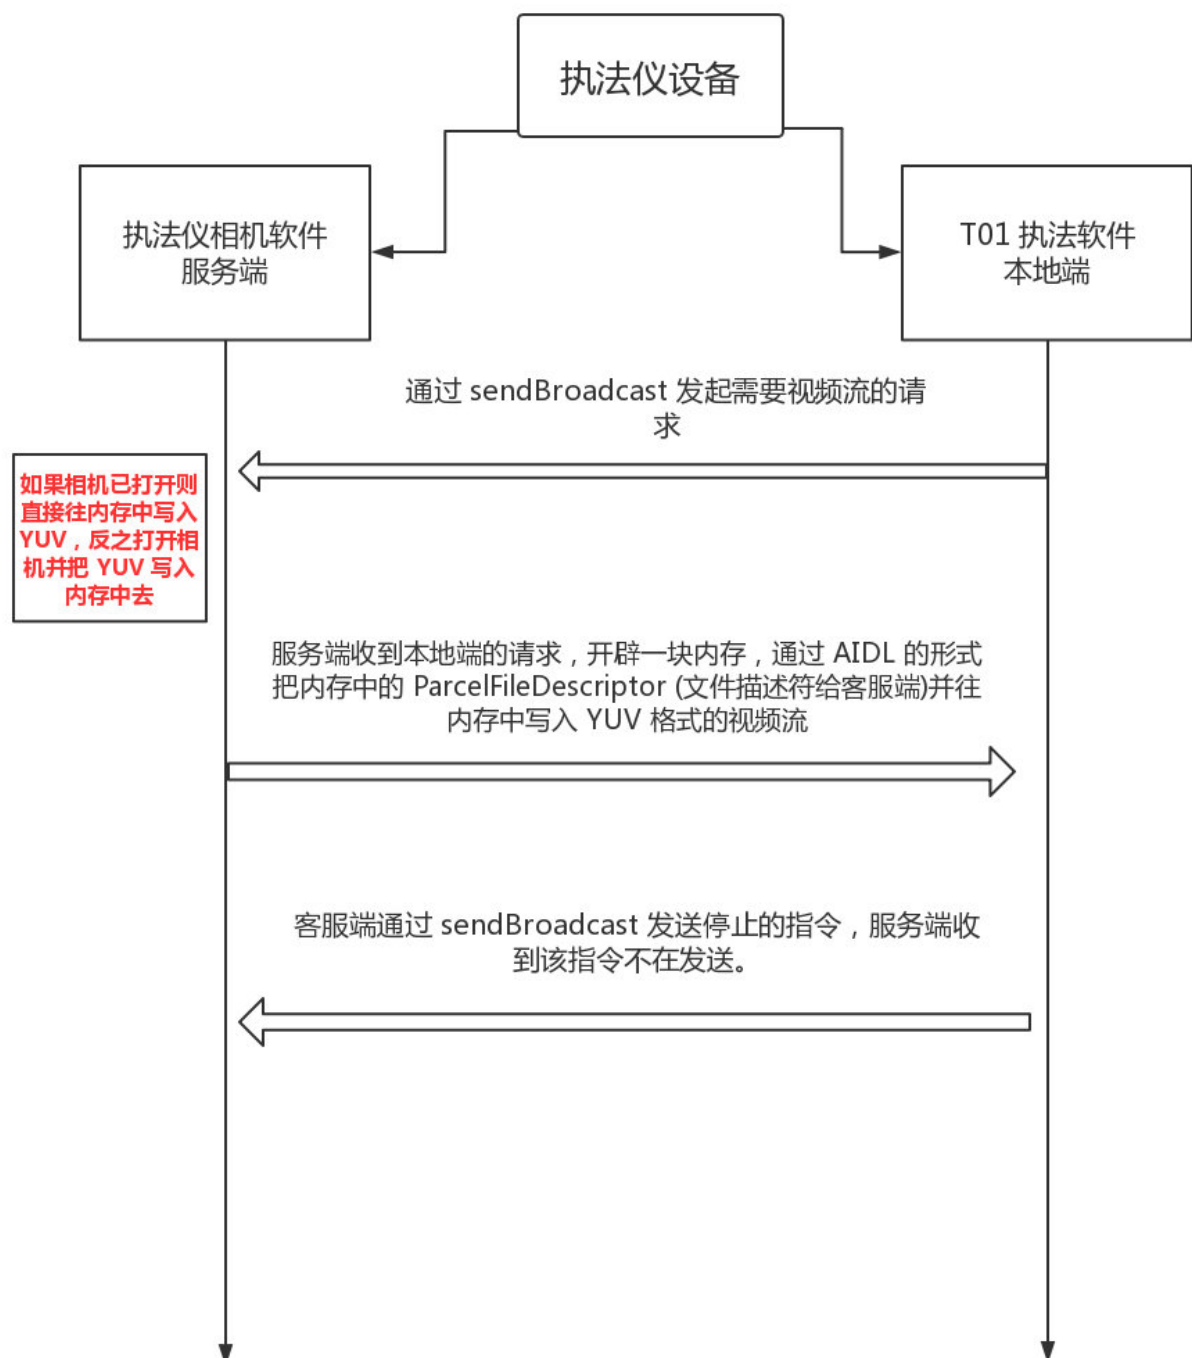 执法仪设备
执法仪相机软件
服务端
T01 执法软件
本地端
通过 sendBroadcast 发起需要视频流的请
求
如果相机已打开则
直接往内存中写入
YUV，反之打开相
机并把 YUV 写入
内存中去
服务端收到本地端的请求，开辟一块内存，通过 AIDL 的形式
把内存中的 ParcelFileDescriptor (文件描述符给客服端)并往
内存中写入 YUV 格式的视频流
客服端通过 sendBroadcast 发送停止的指令，服务端收
到该指令不在发送。